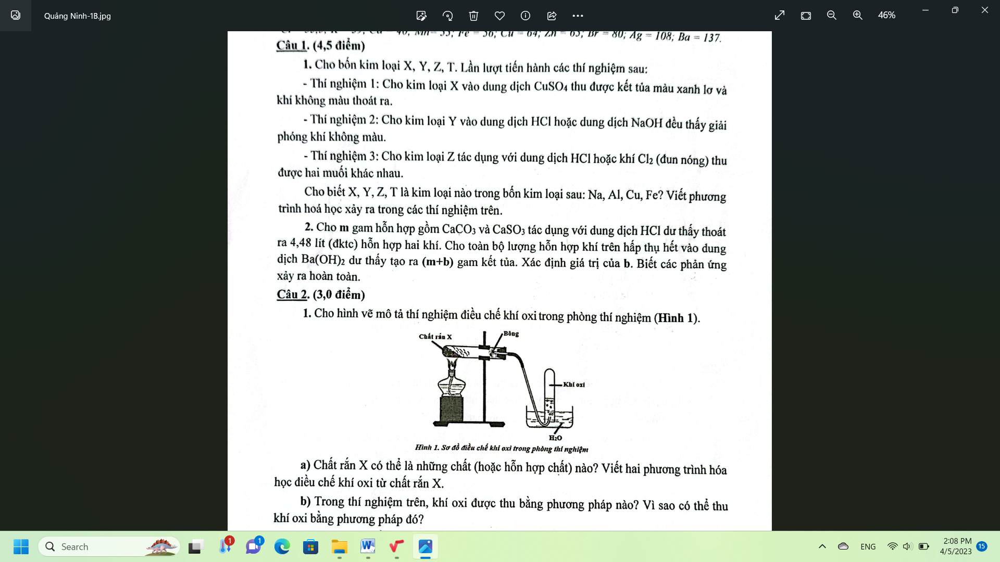 Quảng Ninh-1B.jpg
46%
Mn= 55; Fe = 56; Cu = 64; Zn = 65; Br = 80; Ag = 108; Ba = 137.
Câu 1. (4,5 điểm)
1. Cho bốn kim loại X, Y, Z, T. Lần lượt tiến hành các thí nghiệm sau:
- Thí nghiệm 1: Cho kim loại X vào dung dịch CuSO₄ thu được kết tủa màu xanh lơ và
khí không màu thoát ra.
- Thí nghiệm 2: Cho kim loại Y vào dung dịch HCl hoặc dung dịch NaOH đều thấy giải
phóng khí không màu.
- Thí nghiệm 3: Cho kim loại Z tác dụng với dung dịch HCl hoặc khí Cl₂ (đun nóng) thu
được hai muối khác nhau.
Cho biết X, Y, Z, T là kim loại nào trong bốn kim loại sau: Na, Al, Cu, Fe? Viết phương
trình hoá học xảy ra trong các thí nghiệm trên.
2. Cho m gam hỗn hợp gồm CaCO₃ và CaSO₃ tác dụng với dung dịch HCl dư thấy thoát
ra 4,48 lít (đktc) hỗn hợp hai khí. Cho toàn bộ lượng hỗn hợp khí trên hấp thụ hết vào dung
dịch Ba(OH)₂ dư thấy tạo ra (m+b) gam kết tủa. Xác định giá trị của b. Biết các phản ứng
xảy ra hoàn toàn.
Câu 2. (3,0 điểm)
1. Cho hình vẽ mô tả thí nghiệm điều chế khí oxi trong phòng thí nghiệm (Hình 1).
Chất rắn X
Bông
Khí oxi
H₂O
Hình 1. Sơ đồ điều chế khí oxi trong phòng thí nghiệm
a) Chất rắn X có thể là những chất (hoặc hỗn hợp chất) nào? Viết hai phương trình hóa
học điều chế khí oxi từ chất rắn X.
b) Trong thí nghiệm trên, khí oxi được thu bằng phương pháp nào? Vì sao có thể thu
khí oxi bằng phương pháp đó?
Search
1
1
ENG
2:08 PM
4/5/2023
15